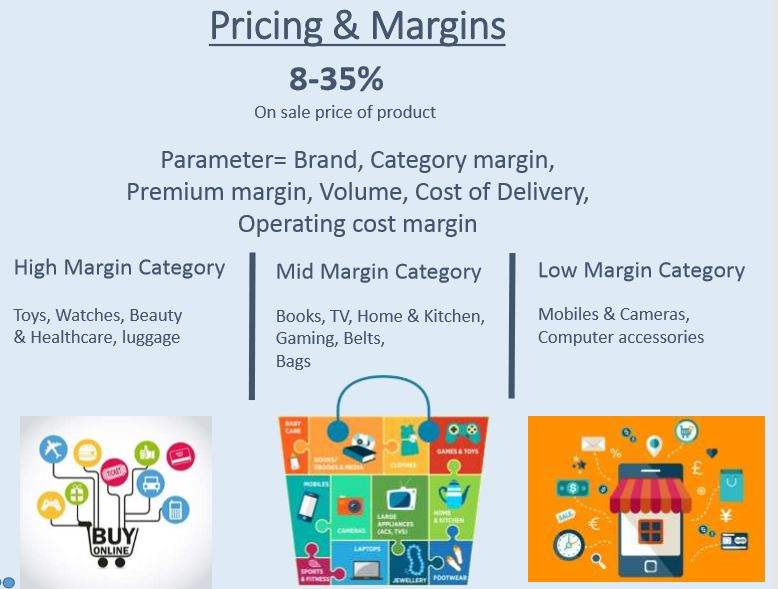 Pricing & Margins
8-35%
On sale price of product
Parameter= Brand, Category margin,
Premium margin, Volume, Cost of Delivery,
Operating cost margin
High Margin Category
Toys, Watches, Beauty
& Healthcare, luggage
Mid Margin Category
Books, TV, Home & Kitchen,
Gaming, Belts,
Bags
Low Margin Category
Mobiles & Cameras,
Computer accessories
TICKET
BUY
ONLINE
BABY
CARE
BOOKS/
EBOOKS & MEDIA
CLOTHES
GAMES & TOYS
MOBILES
CAMERAS
LARGE
APPLIANCES
(ACS, TVS)
HOME
& KITCHEN
LAPTOPS
SPORTS
& FITNESS
JEWELLERY
FOOTWEAR
%
£
$
SALE
€
¥